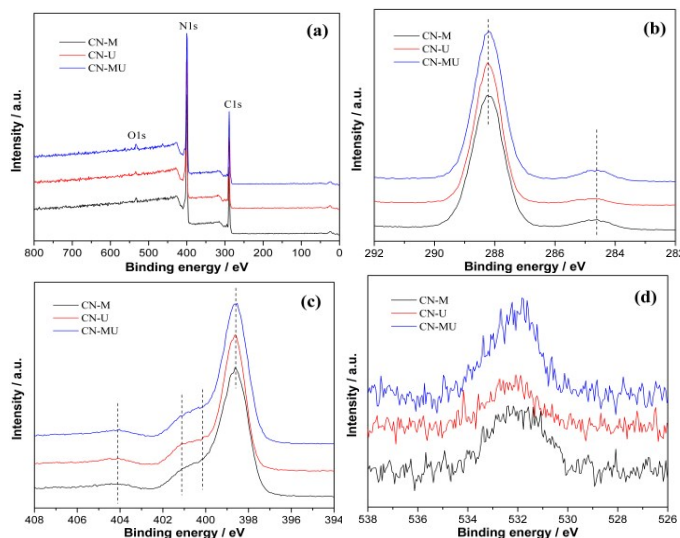 (a)
CN-M
CN-U
CN-MU
N1s
C1s
O1s
Intensity / a.u.
800 700 600 500 400 300 200 100 0
Binding energy / eV
(b)
CN-M
CN-U
CN-MU
Intensity / a.u.
292 290 288 286 284 282
Binding energy / eV
(c)
CN-M
CN-U
CN-MU
Intensity / a.u.
408 406 404 402 400 398 396 394
Binding energy / eV
(d)
CN-M
CN-U
CN-MU
Intensity / a.u.
538 536 534 532 530 528 526
Binding energy / eV